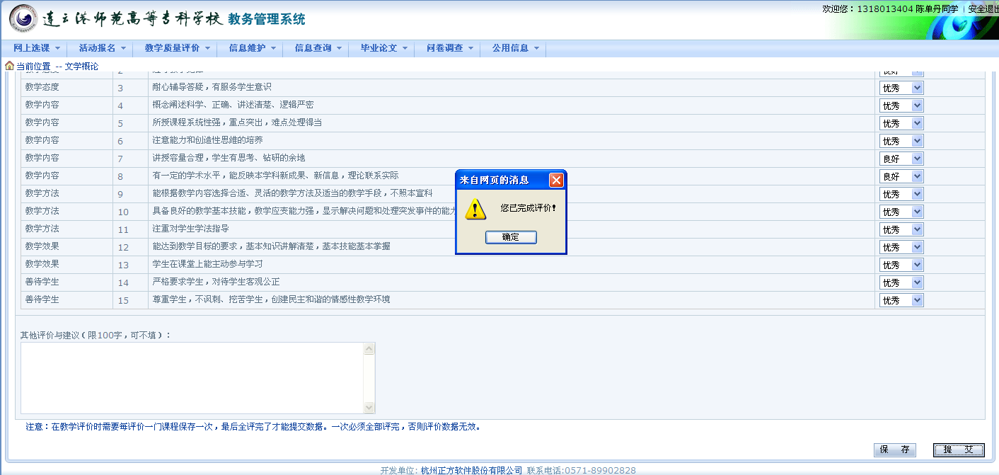 连云港师范高等专科学校 教务管理系统
欢迎您：1318013404 陈单丹同学 安全退出
网上选课 活动报名 教学质量评价 信息维护 信息查询 毕业论文 问卷调查 公用信息
当前位置 -- 文学概论
教学态度 2 良好
教学态度 3 耐心辅导答疑，有服务学生意识 优秀
教学内容 4 概念阐述科学、正确、讲述清楚、逻辑严密 优秀
教学内容 5 所授课程系统性强，重点突出，难点处理得当 优秀
教学内容 6 注意能力和创造性思维的培养 优秀
教学内容 7 讲授容量合理，学生有思考、钻研的余地 良好
教学内容 8 有一定的学术水平，能反映本学科新成果、新信息，理论联系实际 良好
教学方法 9 能根据教学内容选择合适、灵活的教学方法及适当的教学手段，不照本宣科 优秀
教学方法 10 具备良好的教学基本技能，教学应变能力强，显示解决问题和处理突发事件的能力 优秀
教学方法 11 注重对学生学法指导 优秀
教学效果 12 能达到教学目标的要求，基本知识讲解清楚，基本技能基本掌握 优秀
教学效果 13 学生在课堂上能主动参与学习 优秀
善待学生 14 严格要求学生，对待学生客观公正 优秀
善待学生 15 尊重学生，不讽刺、挖苦学生，创建民主和谐的情感性教学环境 优秀
来自网页的消息
您已完成评价!
确定
其他评价与建议（限100字，可不填）：
注意：在教学评价时需要每评价一门课程保存一次，最后全评完了才能提交数据。一次必须全部评完，否则评价数据无效。
保 存 提 交
开发单位: 杭州正方软件股份有限公司 联系电话:0571-89902828